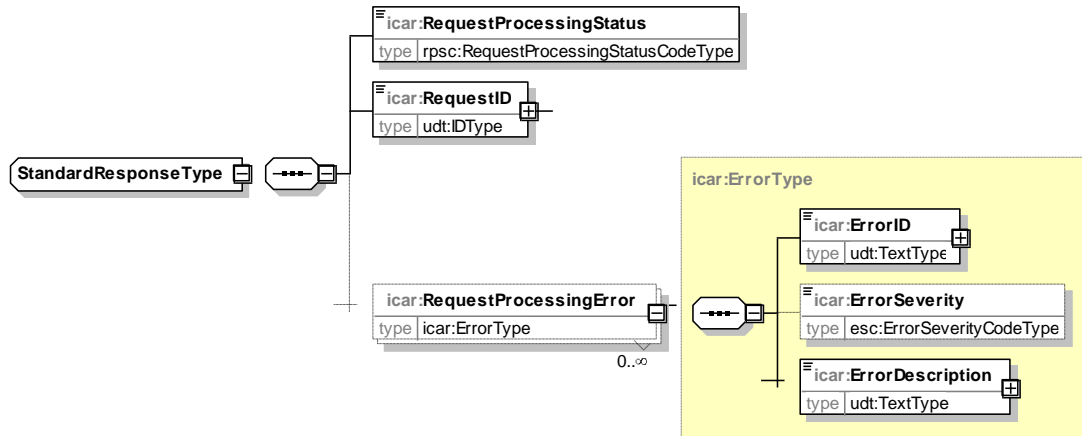 icar:RequestProcessingStatus
type rpsc:RequestProcessingStatusCodeType
icar:RequestID
type udt:IDType
StandardResponseType
icar:RequestProcessingError
type icar:ErrorType
0..∞
icar:ErrorType
icar:ErrorID
type udt:TextType
icar:ErrorSeverity
type esc:ErrorSeverityCodeType
icar:ErrorDescription
type udt:TextType